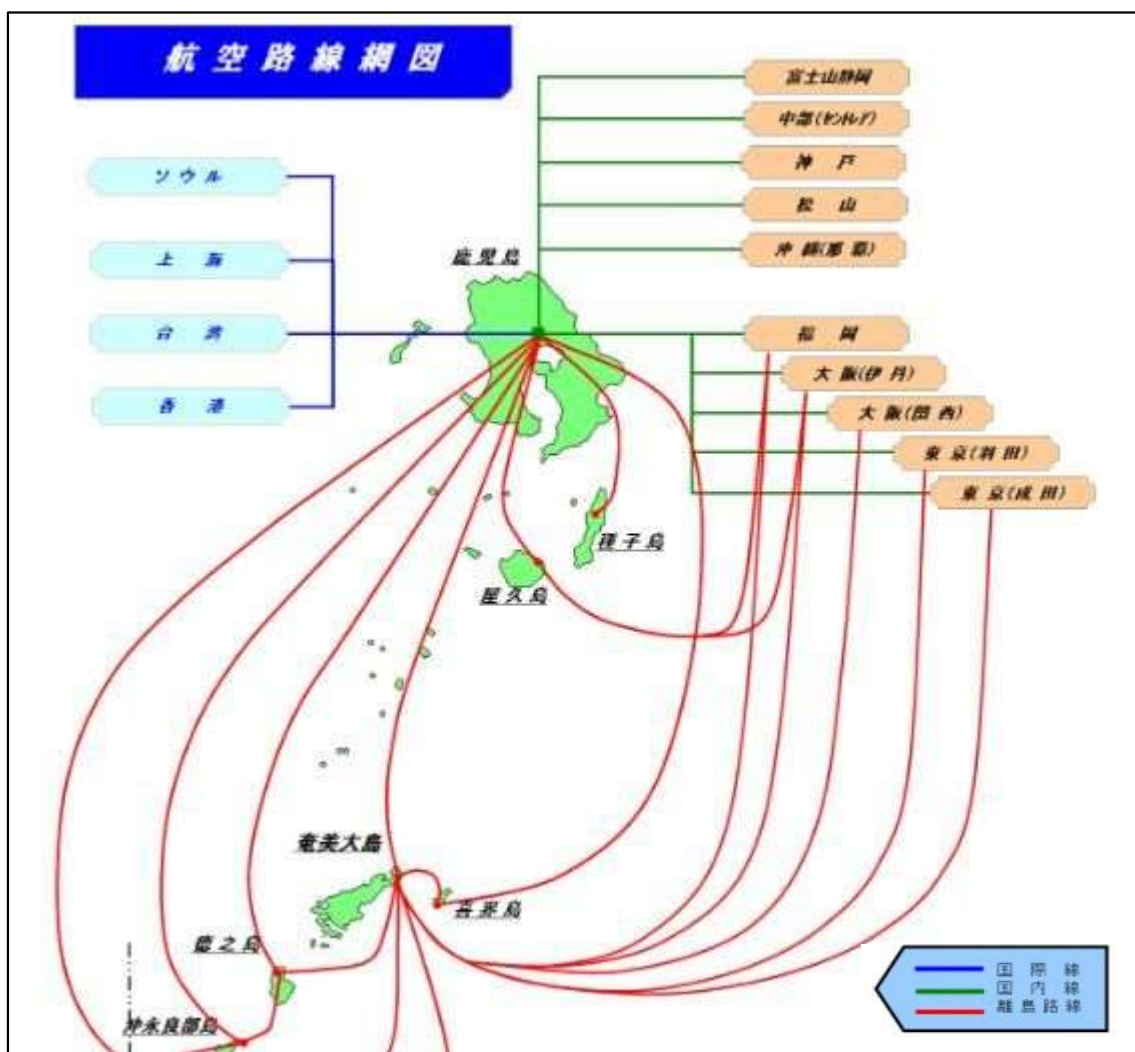 航空路線網図
富士山静岡
中部(セントレア)
神戸
松山
沖縄(那覇)
ソウル
上海
台湾
香港
鹿児島
福岡
大阪(伊丹)
大阪(関西)
東京(羽田)
東京(成田)
種子島
屋久島
奄美大島
喜界島
徳之島
沖永良部島
国際線
国内線
離島路線